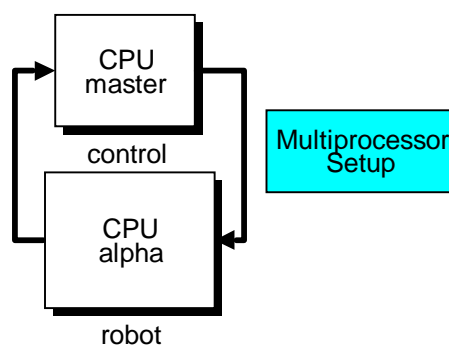 CPU
master
control
Multiprocessor
Setup
CPU
alpha
robot